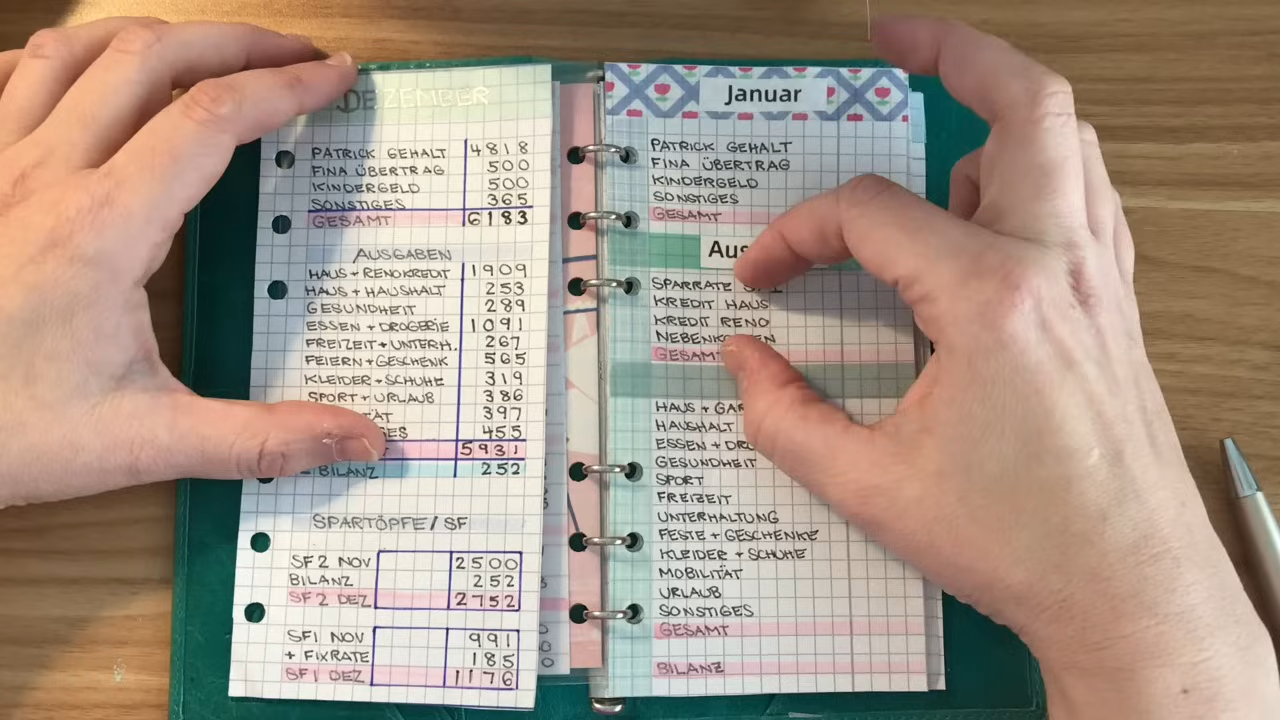 DEZEMBER
PATRICK GEHALT 4818
FINA ÜBERTRAG 500
KINDERGELD 500
SONSTIGES 365
GESAMT 6183
AUSGABEN
HAUS + RENOKREDIT 1909
HAUS + HAUSHALT 253
GESUNDHEIT 289
ESSEN + DROGERIE 1091
FREIZEIT + UNTERH. 267
FEIERN + GESCHENK 565
KLEIDER + SCHUHE 319
SPORT + URLAUB 386
397
455
5931
BILANZ 252
SPARTÖPFE / SF
SF2 NOV 2500
BILANZ 252
SF2 DEZ 2752
SF1 NOV 991
+ FIXRATE 185
SF1 DEZ 1176
Januar
PATRICK GEHALT
FINA ÜBERTRAG
KINDERGELD
SONSTIGES
GESAMT
SPARRATE
KREDIT HAUS
KREDIT RENO
NEBENKOSTEN
GESAMT
HAUS +
HAUSHALT
ESSEN +
GESUNDHEIT
SPORT
FREIZEIT
UNTERHALTUNG
FESTE + GESCHENKE
KLEIDER + SCHUHE
MOBILITÄT
URLAUB
SONSTIGES
GESAMT
BILANZ